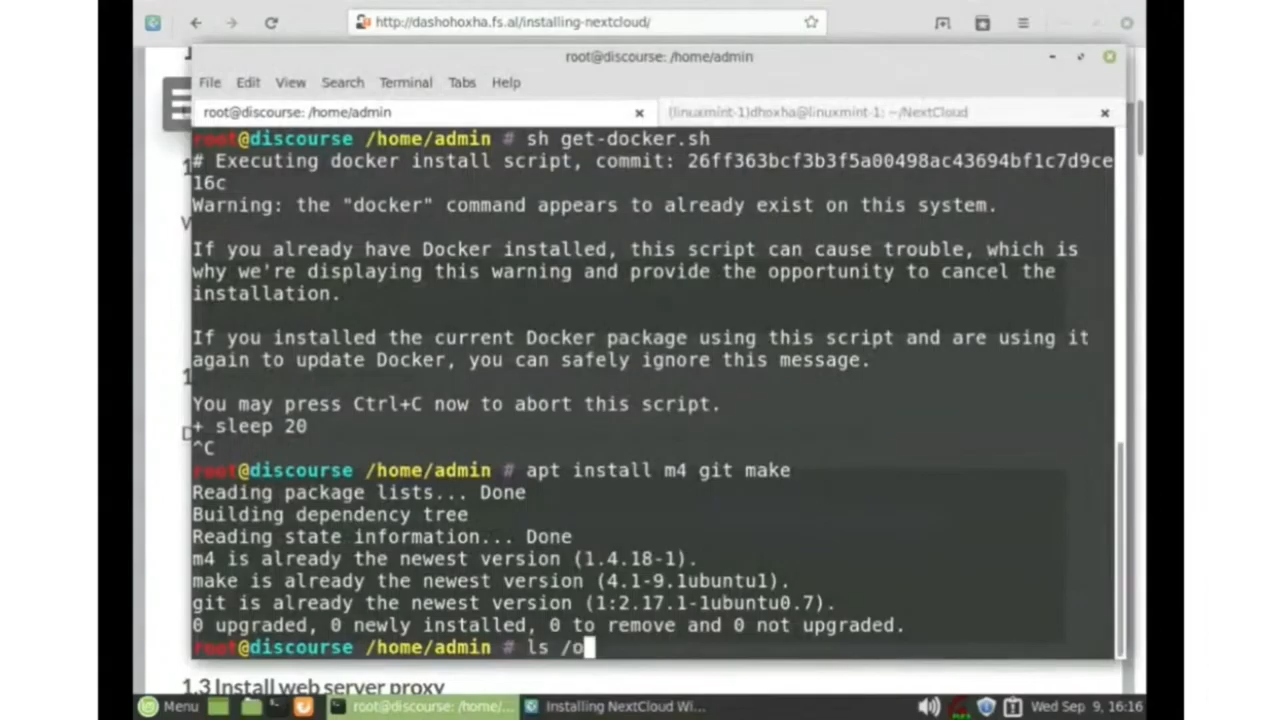 http://dashohoxha.fs.al/installing-nextcloud/
root@discourse: /home/admin
File Edit View Search Terminal Tabs Help
root@discourse: /home/admin
(linuxmint-1)dhoxha@linuxmint-1: ~/NextCloud
root@discourse /home/admin # sh get-docker.sh
# Executing docker install script, commit: 26ff363bcf3b3f5a00498ac43694bf1c7d9ce
16c
Warning: the "docker" command appears to already exist on this system.
If you already have Docker installed, this script can cause trouble, which is
why we're displaying this warning and provide the opportunity to cancel the
installation.
If you installed the current Docker package using this script and are using it
again to update Docker, you can safely ignore this message.
You may press Ctrl+C now to abort this script.
+ sleep 20
^C
root@discourse /home/admin # apt install m4 git make
Reading package lists... Done
Building dependency tree
Reading state information... Done
m4 is already the newest version (1.4.18-1).
make is already the newest version (4.1-9.1ubuntu1).
git is already the newest version (1:2.17.1-1ubuntu0.7).
0 upgraded, 0 newly installed, 0 to remove and 0 not upgraded.
root@discourse /home/admin # ls /o
1.3 Install web server proxy
Menu
root@discourse: /home/...
Installing NextCloud Wi...
Wed Sep 9, 16:16